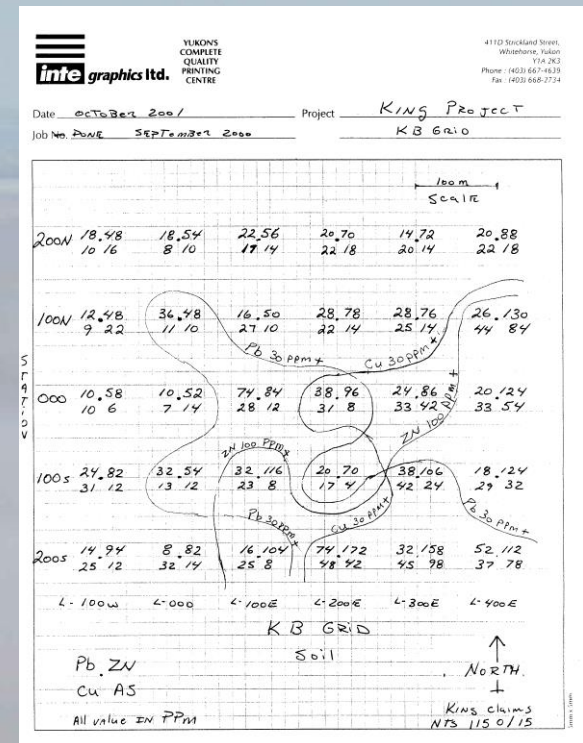 inte graphics ltd.
YUKON'S
COMPLETE
QUALITY
PRINTING
CENTRE
411D Strickland Street,
Whitehorse, Yukon
Y1A 2K3
Phone : (403) 667-4639
Fax : (403) 668-2734
Date OCTOBER 2001 Project KING PROJECT
Job No. DONE SEPTEMBER 2000 KB GRID
100 m
SCALE
200N 18.48 18.54 22.56 20.70 14.72 20.88
10 16 8 10 17 14 22 18 20 14 22 18
100N 12.48 36.48 16.50 28.78 28.76 26.130
9 22 11 10 27 10 22 14 25 14 44 84
Pb 30 PPM +
Cu 30 PPM +
STATION
000 10.58 10.52 74.84 38.96 24.86 20.124
10 6 7 14 28 12 31 8 33 42 33 54
ZN 100 PPM +
ZN 100 PPM +
100S 24.82 32.54 32.116 20.70 38.106 18.124
31 12 13 12 23 8 17 4 42 24 29 32
Pb 30 PPM +
Cu 30 PPM +
Pb 30 PPM +
200S 14.94 8.82 16.104 74.172 32.158 52.112
25 12 32 14 25 8 48 42 45 98 37 78
L-100W L-000 L-100E L-200E L-300E L-400E
KB GRID
Soil
Pb. ZN
Cu AS
All value IN PPM
NORTH
KING claims
NTS 115 O/15